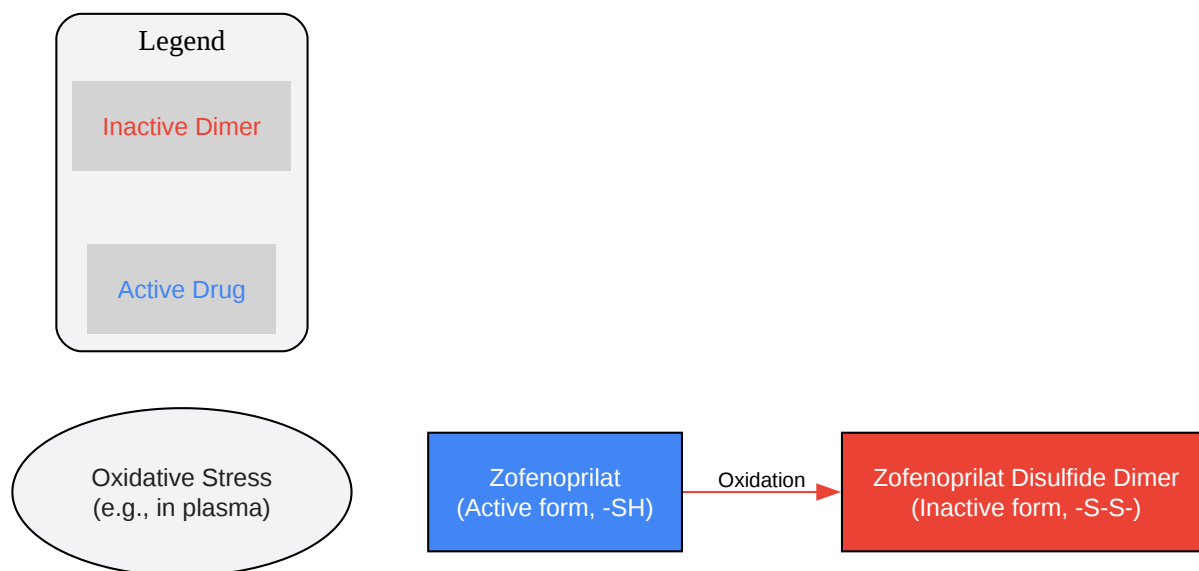 Legend
Inactive Dimer
Active Drug
Oxidative Stress
(e.g., in plasma)
Zofenoprilat
(Active form, -SH)
Oxidation
Zofenoprilat Disulfide Dimer
(Inactive form, -S-S-)